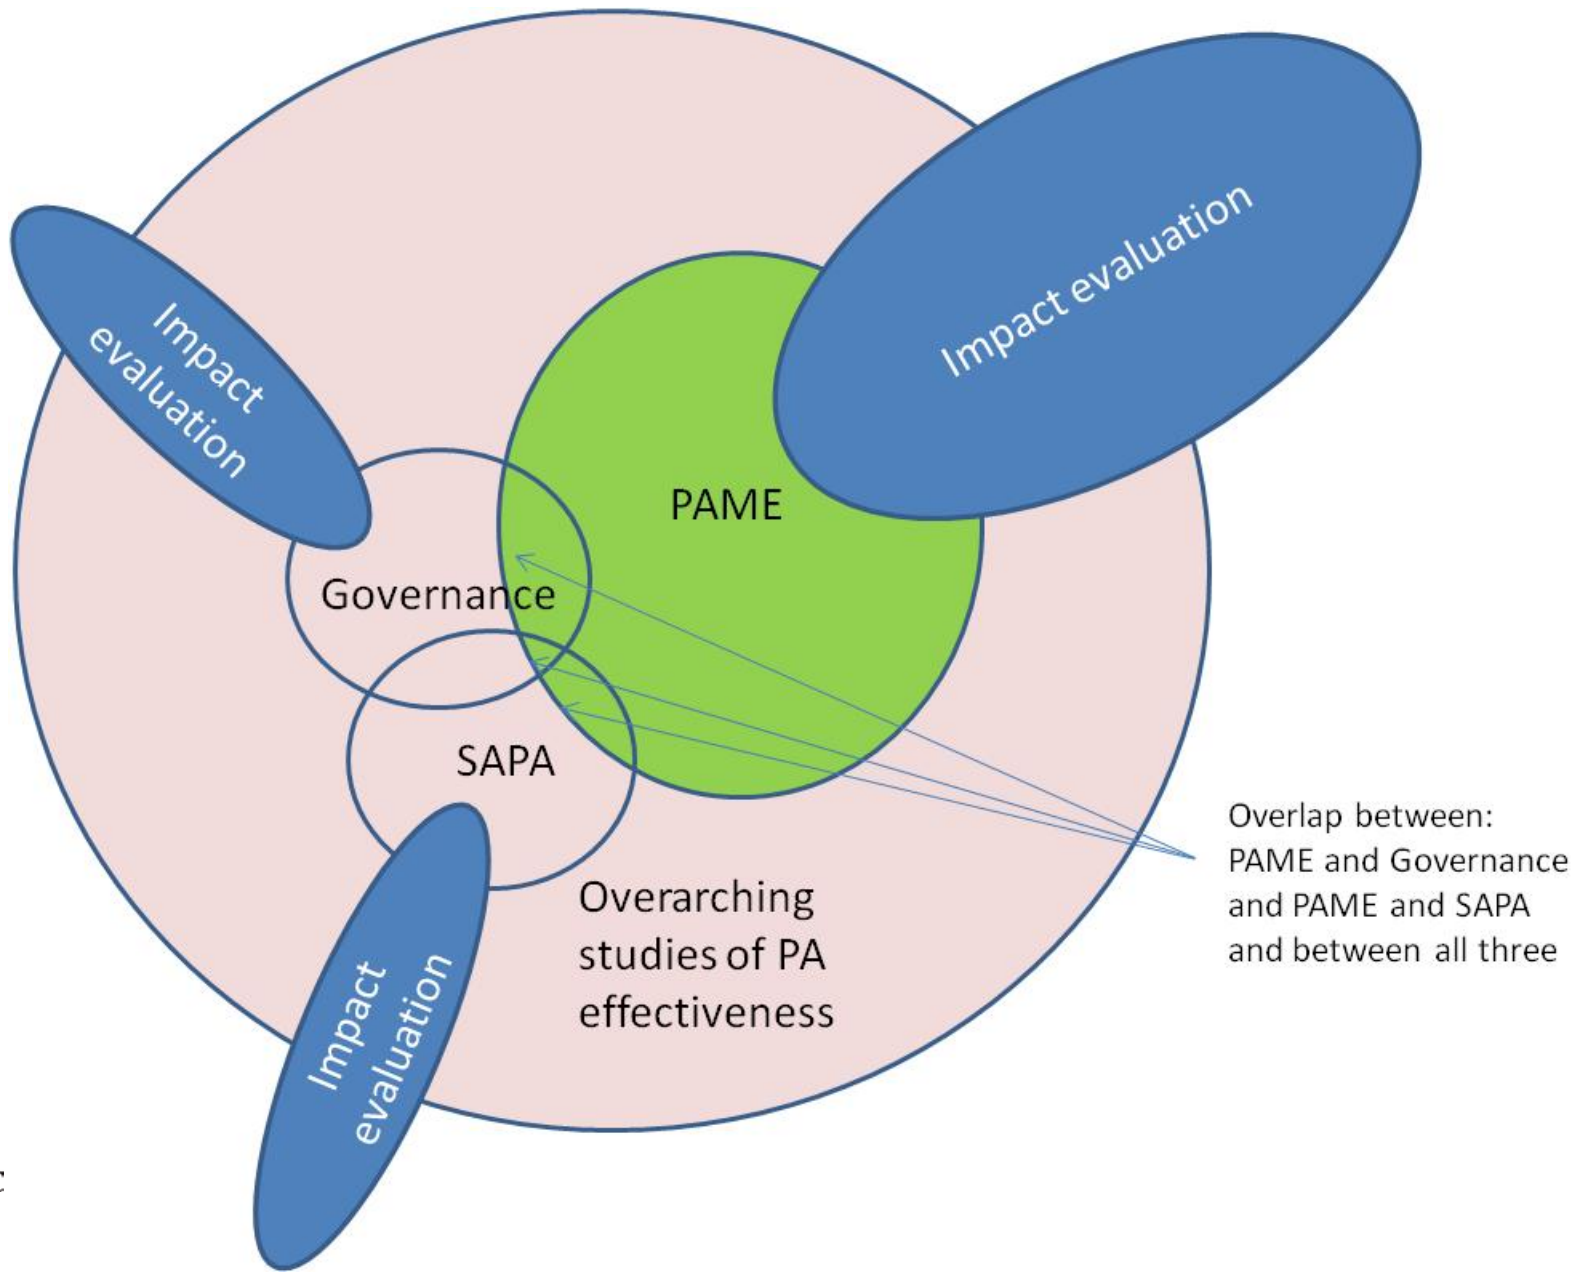 Impact evaluation
Impact
evaluation
PAME
Governance
SAPA
Overlap between:
PAME and Governance
and PAME and SAPA
and between all three
Overarching
studies of PA
effectiveness
Impact
evaluation